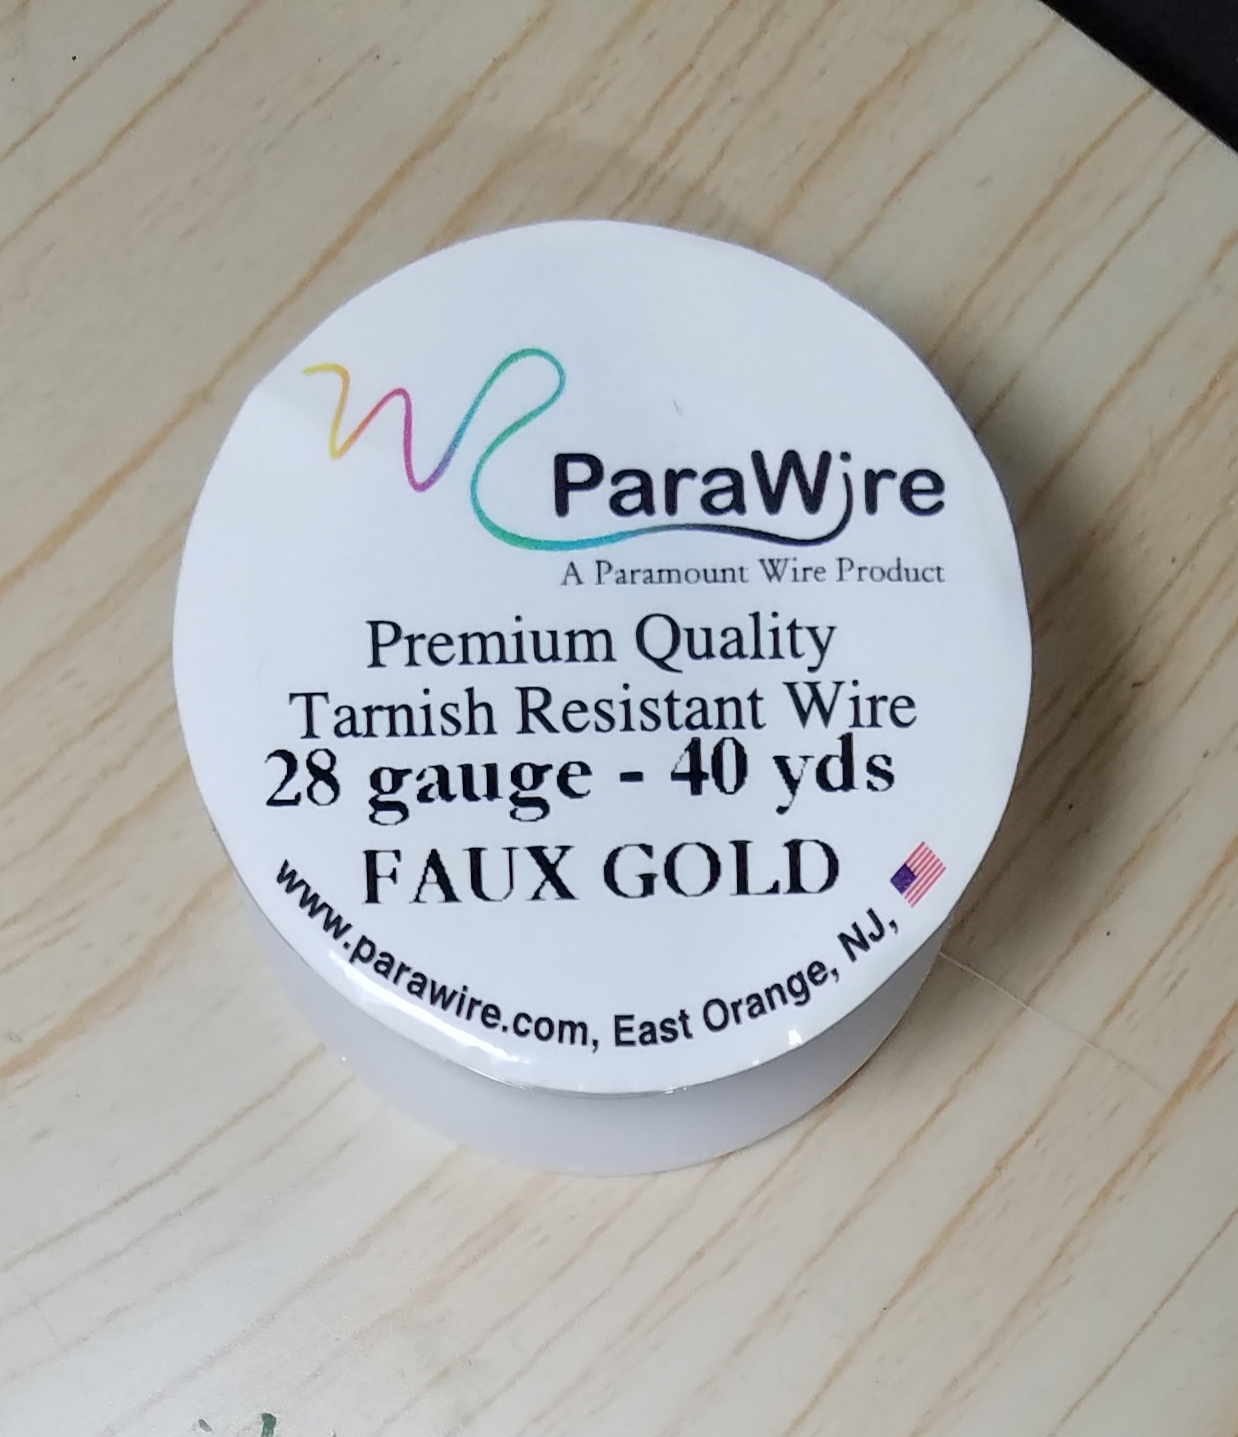 ParaWire
A Paramount Wire Product
Premium Quality
Tarnish Resistant Wire
28 gauge - 40 yds
FAUX GOLD
www.parawire.com, East Orange, NJ,